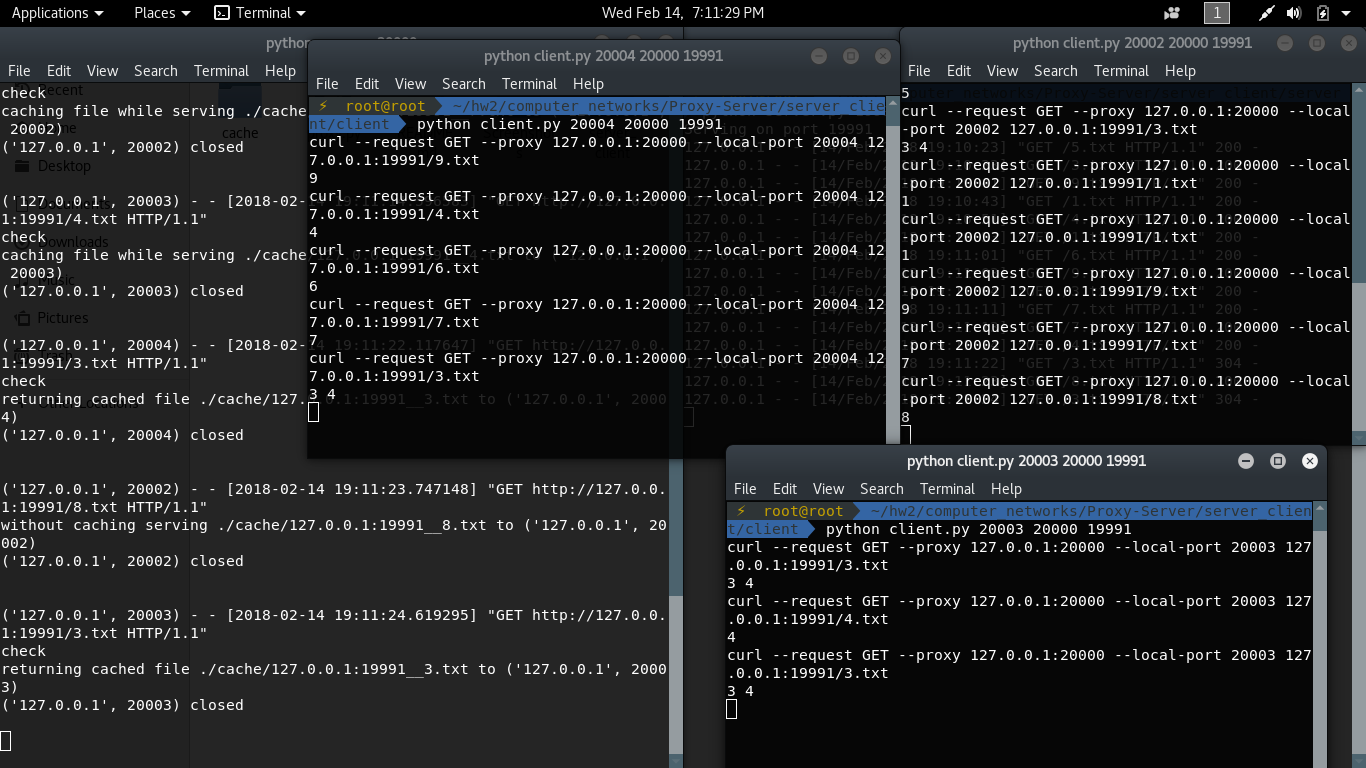 Applications Places Terminal Wed Feb 14, 7:11:29 PM 1
python
File Edit View Search Terminal Help
check
caching file while serving ./cache
 20002)
('127.0.0.1', 20002) closed
('127.0.0.1', 20003) - - [2018-02-
1:19991/4.txt HTTP/1.1"
check
caching file while serving ./cache
 20003)
('127.0.0.1', 20003) closed
('127.0.0.1', 20004) - - [2018-02-
1:19991/3.txt HTTP/1.1"
check
returning cached file ./cache/127.0.0.1:19991__3.txt to ('127.0.0.1', 2000
4)
('127.0.0.1', 20004) closed
('127.0.0.1', 20002) - - [2018-02-14 19:11:23.747148] "GET http://127.0.0.
1:19991/8.txt HTTP/1.1"
without caching serving ./cache/127.0.0.1:19991__8.txt to ('127.0.0.1', 20
002)
('127.0.0.1', 20002) closed
('127.0.0.1', 20003) - - [2018-02-14 19:11:24.619295] "GET http://127.0.0.
1:19991/3.txt HTTP/1.1"
check
returning cached file ./cache/127.0.0.1:19991__3.txt to ('127.0.0.1', 2000
3)
('127.0.0.1', 20003) closed
cache
Desktop
Downloads
Music
Pictures
Other Locations
python client.py 20004 20000 19991
File Edit View Search Terminal Help
⚡ root@root ~/hw2/computer_networks/Proxy-Server/server_clie
nt/client python client.py 20004 20000 19991
curl --request GET --proxy 127.0.0.1:20000 --local-port 20004 12
7.0.0.1:19991/9.txt
9
curl --request GET --proxy 127.0.0.1:20000 --local-port 20004 12
7.0.0.1:19991/4.txt
4
curl --request GET --proxy 127.0.0.1:20000 --local-port 20004 12
7.0.0.1:19991/6.txt
6
curl --request GET --proxy 127.0.0.1:20000 --local-port 20004 12
7.0.0.1:19991/7.txt
7
curl --request GET --proxy 127.0.0.1:20000 --local-port 20004 12
7.0.0.1:19991/3.txt
3 4
python client.py 20002 20000 19991
File Edit View Search Terminal Help
5
curl --request GET --proxy 127.0.0.1:20000 --local
-port 20002 127.0.0.1:19991/3.txt
3 4
curl --request GET --proxy 127.0.0.1:20000 --local
-port 20002 127.0.0.1:19991/1.txt
1
curl --request GET --proxy 127.0.0.1:20000 --local
-port 20002 127.0.0.1:19991/1.txt
1
curl --request GET --proxy 127.0.0.1:20000 --local
-port 20002 127.0.0.1:19991/9.txt
9
curl --request GET --proxy 127.0.0.1:20000 --local
-port 20002 127.0.0.1:19991/7.txt
7
curl --request GET --proxy 127.0.0.1:20000 --local
-port 20002 127.0.0.1:19991/8.txt
8
python client.py 20003 20000 19991
File Edit View Search Terminal Help
⚡ root@root ~/hw2/computer_networks/Proxy-Server/server_clien
t/client python client.py 20003 20000 19991
curl --request GET --proxy 127.0.0.1:20000 --local-port 20003 127
.0.0.1:19991/3.txt
3 4
curl --request GET --proxy 127.0.0.1:20000 --local-port 20003 127
.0.0.1:19991/4.txt
4
curl --request GET --proxy 127.0.0.1:20000 --local-port 20003 127
.0.0.1:19991/3.txt
3 4